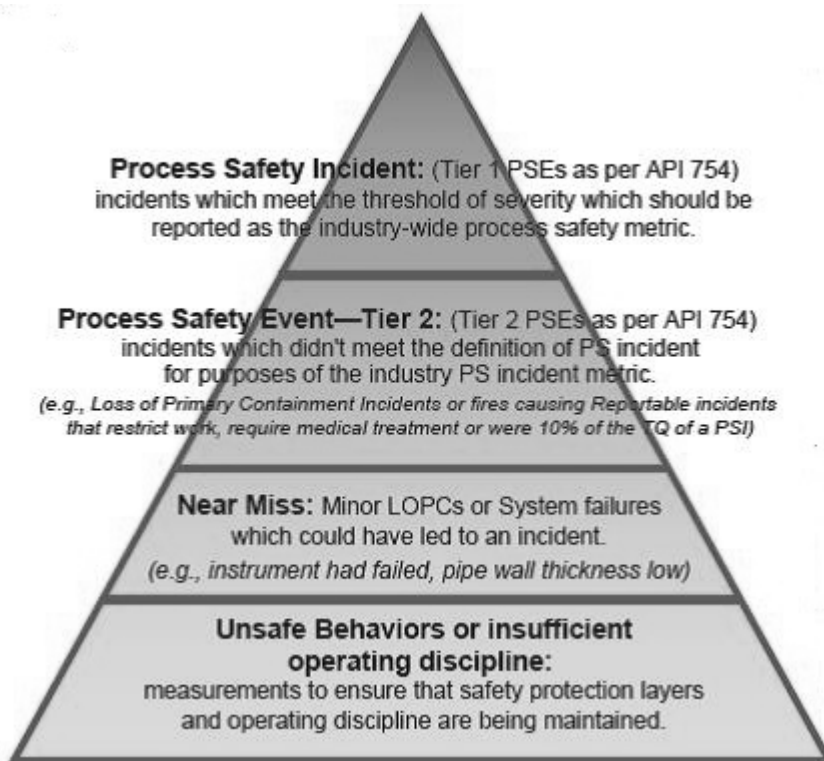 Process Safety Incident: (Tier 1 PSEs as per API 754)
incidents which meet the threshold of severity which should be
reported as the industry-wide process safety metric.
Process Safety Event—Tier 2: (Tier 2 PSEs as per API 754)
incidents which didn't meet the definition of PS incident
for purposes of the industry PS incident metric.
(e.g., Loss of Primary Containment Incidents or fires causing Reportable incidents
that restrict work, require medical treatment or were 10% of the TQ of a PSI)
Near Miss: Minor LOPCs or System failures
which could have led to an incident.
(e.g., instrument had failed, pipe wall thickness low)
Unsafe Behaviors or insufficient
operating discipline:
measurements to ensure that safety protection layers
and operating discipline are being maintained.